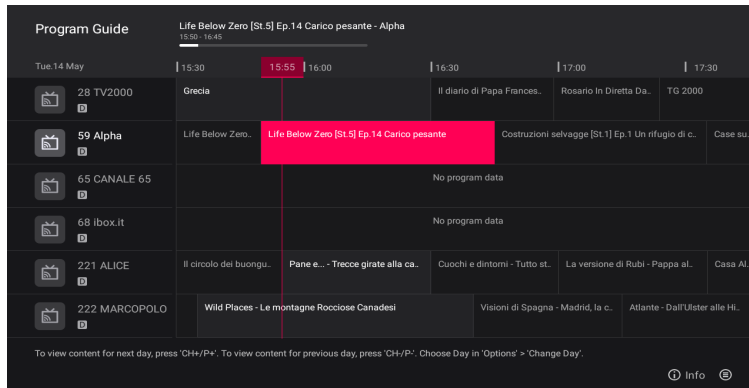 Program Guide
Life Below Zero [St.5] Ep.14 Carico pesante - Alpha
15:50 - 16:45
Tue.14 May
15:30
15:55
16:00
16:30
17:00
17:30
28 TV2000
D
Grecia
Il diario di Papa Frances..
Rosario In Diretta Da..
TG 2000
59 Alpha
D
Life Below Zero..
Life Below Zero [St.5] Ep.14 Carico pesante
Costruzioni selvagge [St.1] Ep.1 Un rifugio di c..
Case su.
65 CANALE 65
D
No program data
68 ibox.it
D
No program data
221 ALICE
D
Il circolo dei buongu..
Pane e... - Trecce girate alla ca..
Cuochi e dintorni - Tutto st..
La versione di Rubi - Pappa al..
Casa Al.
222 MARCOPOLO
D
Wild Places - Le montagne Rocciose Canadesi
Visioni di Spagna - Madrid, la c..
Atlante - Dall'Ulster alle Hi..
To view content for next day, press 'CH+/P+'. To view content for previous day, press 'CH-/P-'. Choose Day in 'Options' > 'Change Day'.
Info